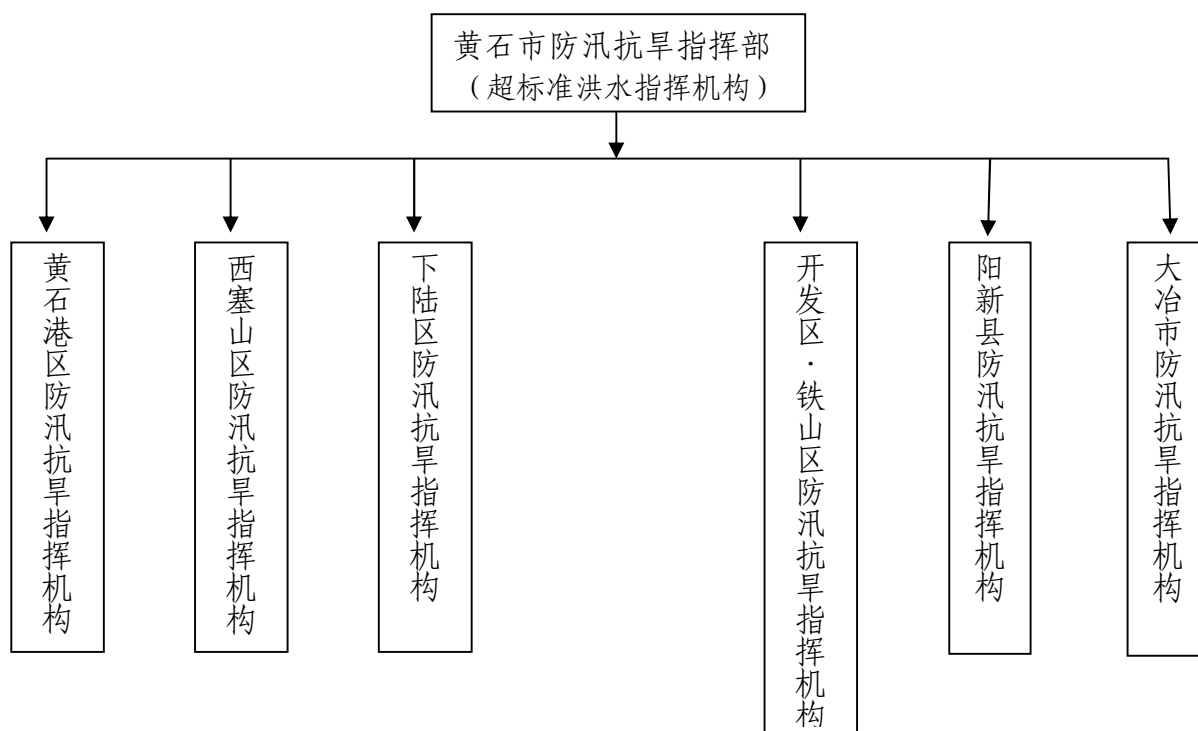 黄石市防汛抗旱指挥部
（超标准洪水指挥机构）
黄石港区防汛抗旱指挥机构
西塞山区防汛抗旱指挥机构
下陆区防汛抗旱指挥机构
开发区·铁山区防汛抗旱指挥机构
阳新县防汛抗旱指挥机构
大冶市防汛抗旱指挥机构